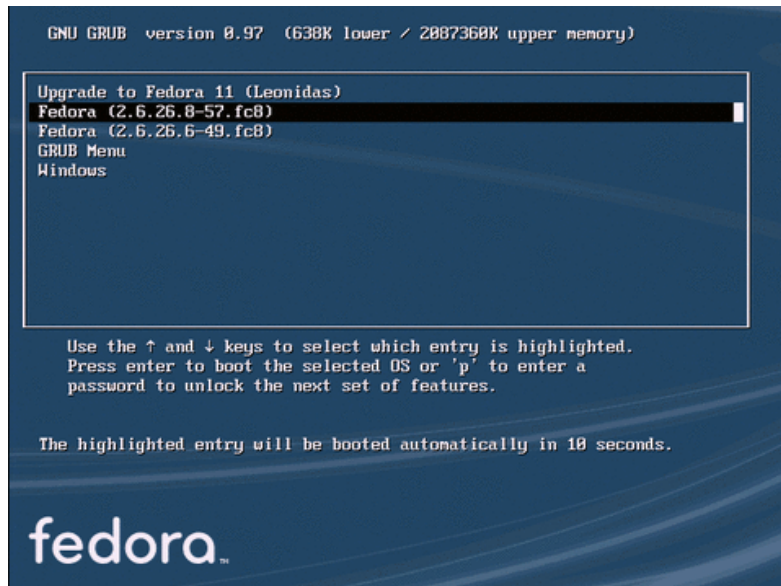 GNU GRUB version 0.97 (638K lower / 2087360K upper memory)
Upgrade to Fedora 11 (Leonidas)
Fedora (2.6.26.8-57.fc8)
Fedora (2.6.26.6-49.fc8)
GRUB Menu
Windows
Use the ↑ and ↓ keys to select which entry is highlighted.
Press enter to boot the selected OS or 'p' to enter a
password to unlock the next set of features.
The highlighted entry will be booted automatically in 10 seconds.
fedora™